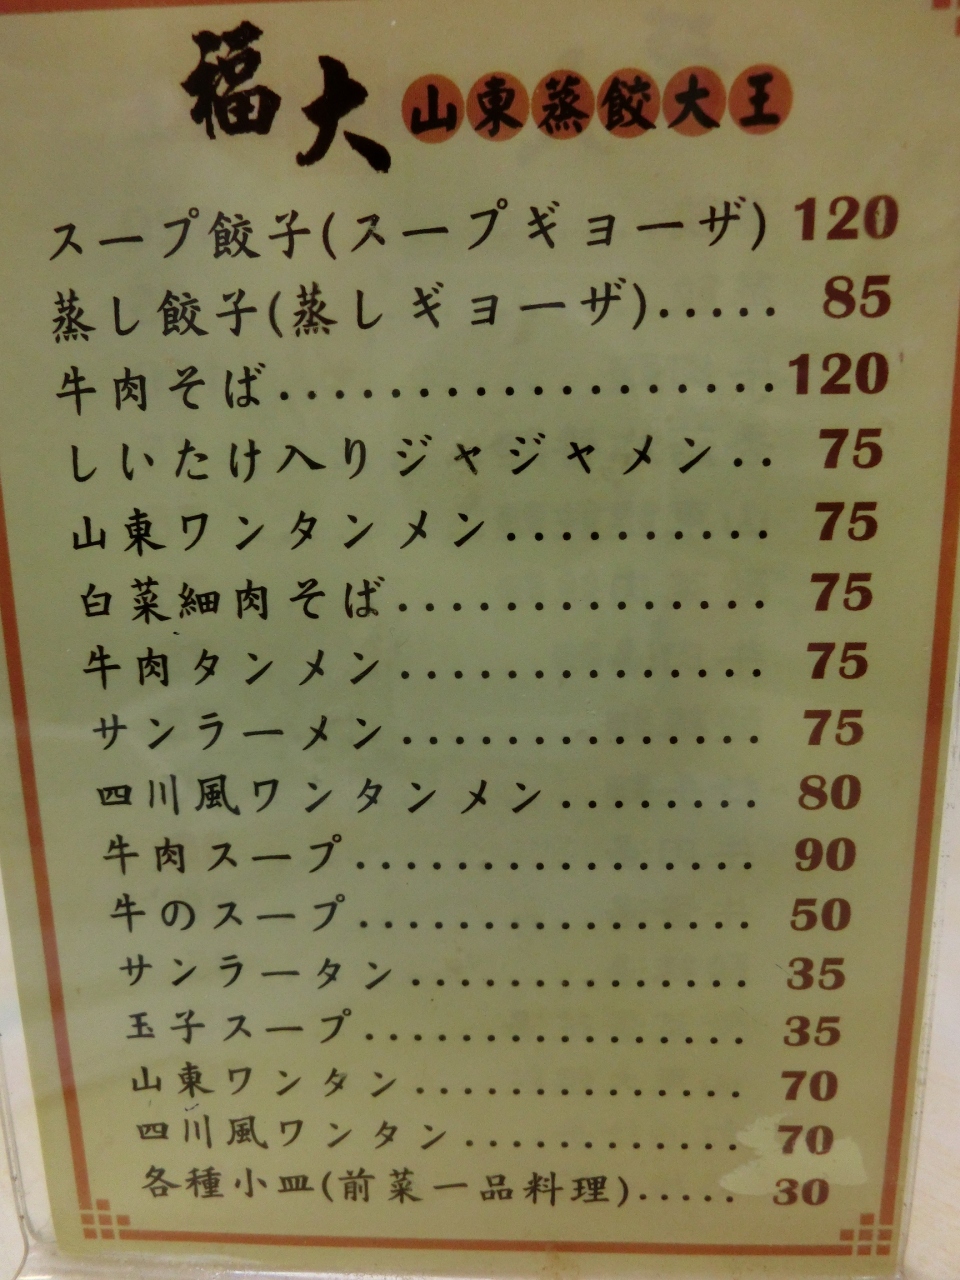 福大 山東蒸餃大王
スープ餃子(スープギョーザ) 120
蒸し餃子(蒸しギョーザ)..... 85
牛肉そば..................120
しいたけ入りジャジャメン.. 75
山東ワンタンメン.......... 75
白菜細肉そば.............. 75
牛肉タンメン.............. 75
サンラーメン.............. 75
四川風ワンタンメン........ 80
牛肉スープ................ 90
牛のスープ................ 50
サンラータン.............. 35
玉子スープ................ 35
山東ワンタン.............. 70
四川風ワンタン............ 70
各種小皿(前菜一品料理)..... 30